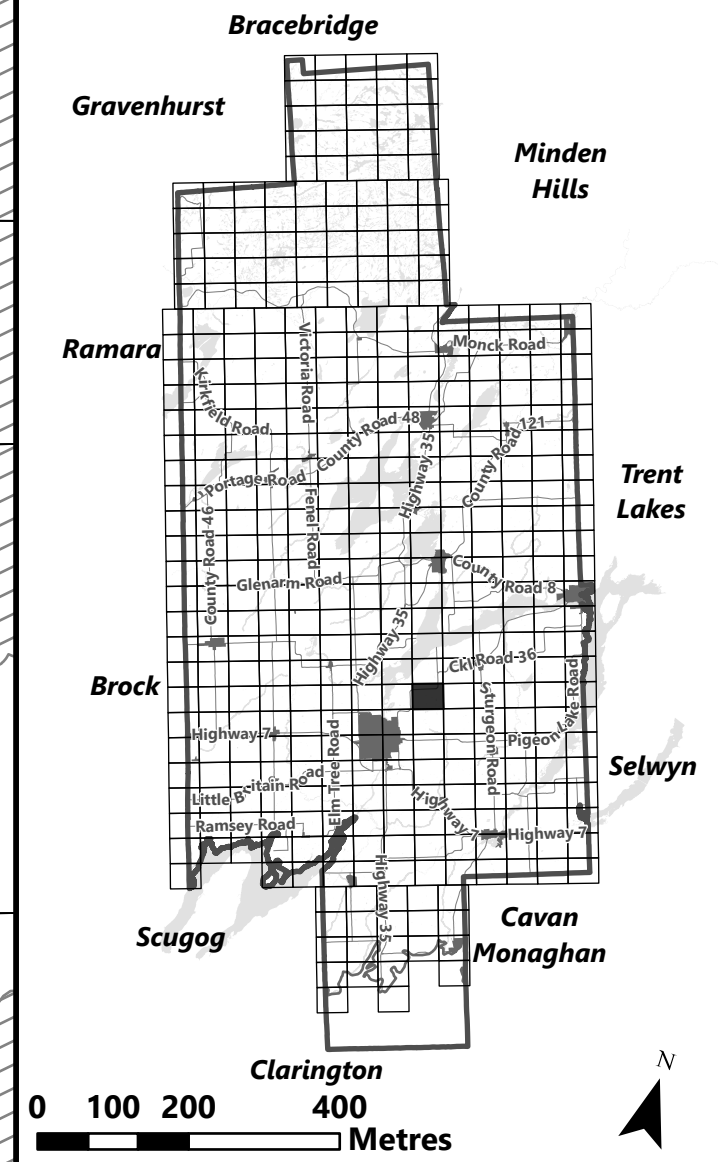 Bracebridge
Gravenhurst
Minden
Hills
Ramara
Monck Road
Victoria Road
Kirkfield Road
County Road 48
Highway 35
County Road 121
Portage Road
Trent
Lakes
Fenel Road
County Road 46
Glenarm Road
County Road 8
Highway 35
Ckl Road 36
Brock
Sturgeon Road
Pigeon Lake Road
Highway 7
Elm Tree Road
Selwyn
Little Britain Road
Highway 7
Ramsey Road
Highway 7
Highway 35
Scugog
Cavan
Monaghan
Clarington
N
0 100 200 400
Metres